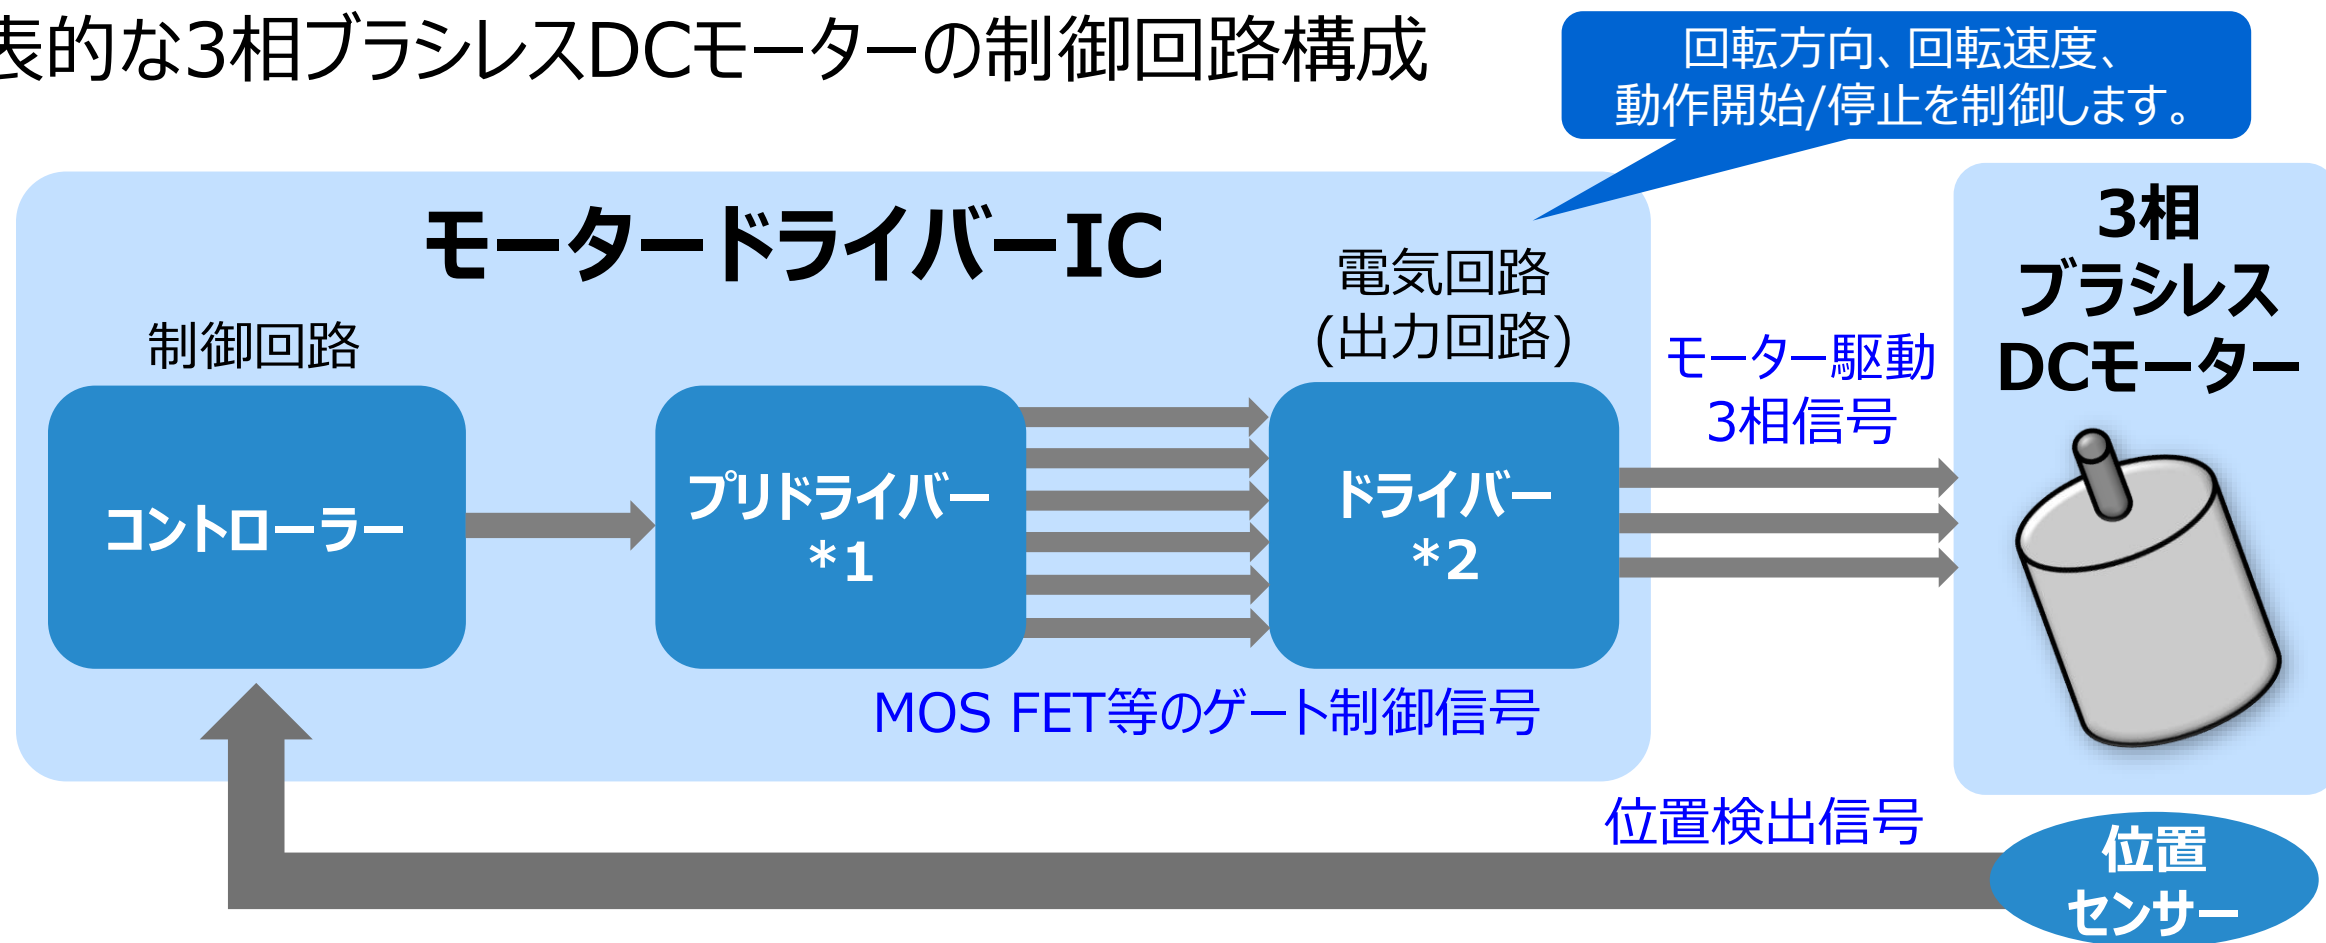 表的な3相ブラシレスDCモーターの制御回路構成
回転方向、回転速度、
動作開始/停止を制御します。
モータードライバーIC
3相
ブラシレス
DCモーター
電気回路
(出力回路)
制御回路
モーター駆動
3相信号
コントローラー
プリドライバー
*1
ドライバー
*2
MOS FET等のゲート制御信号
位置検出信号
位置
センサー